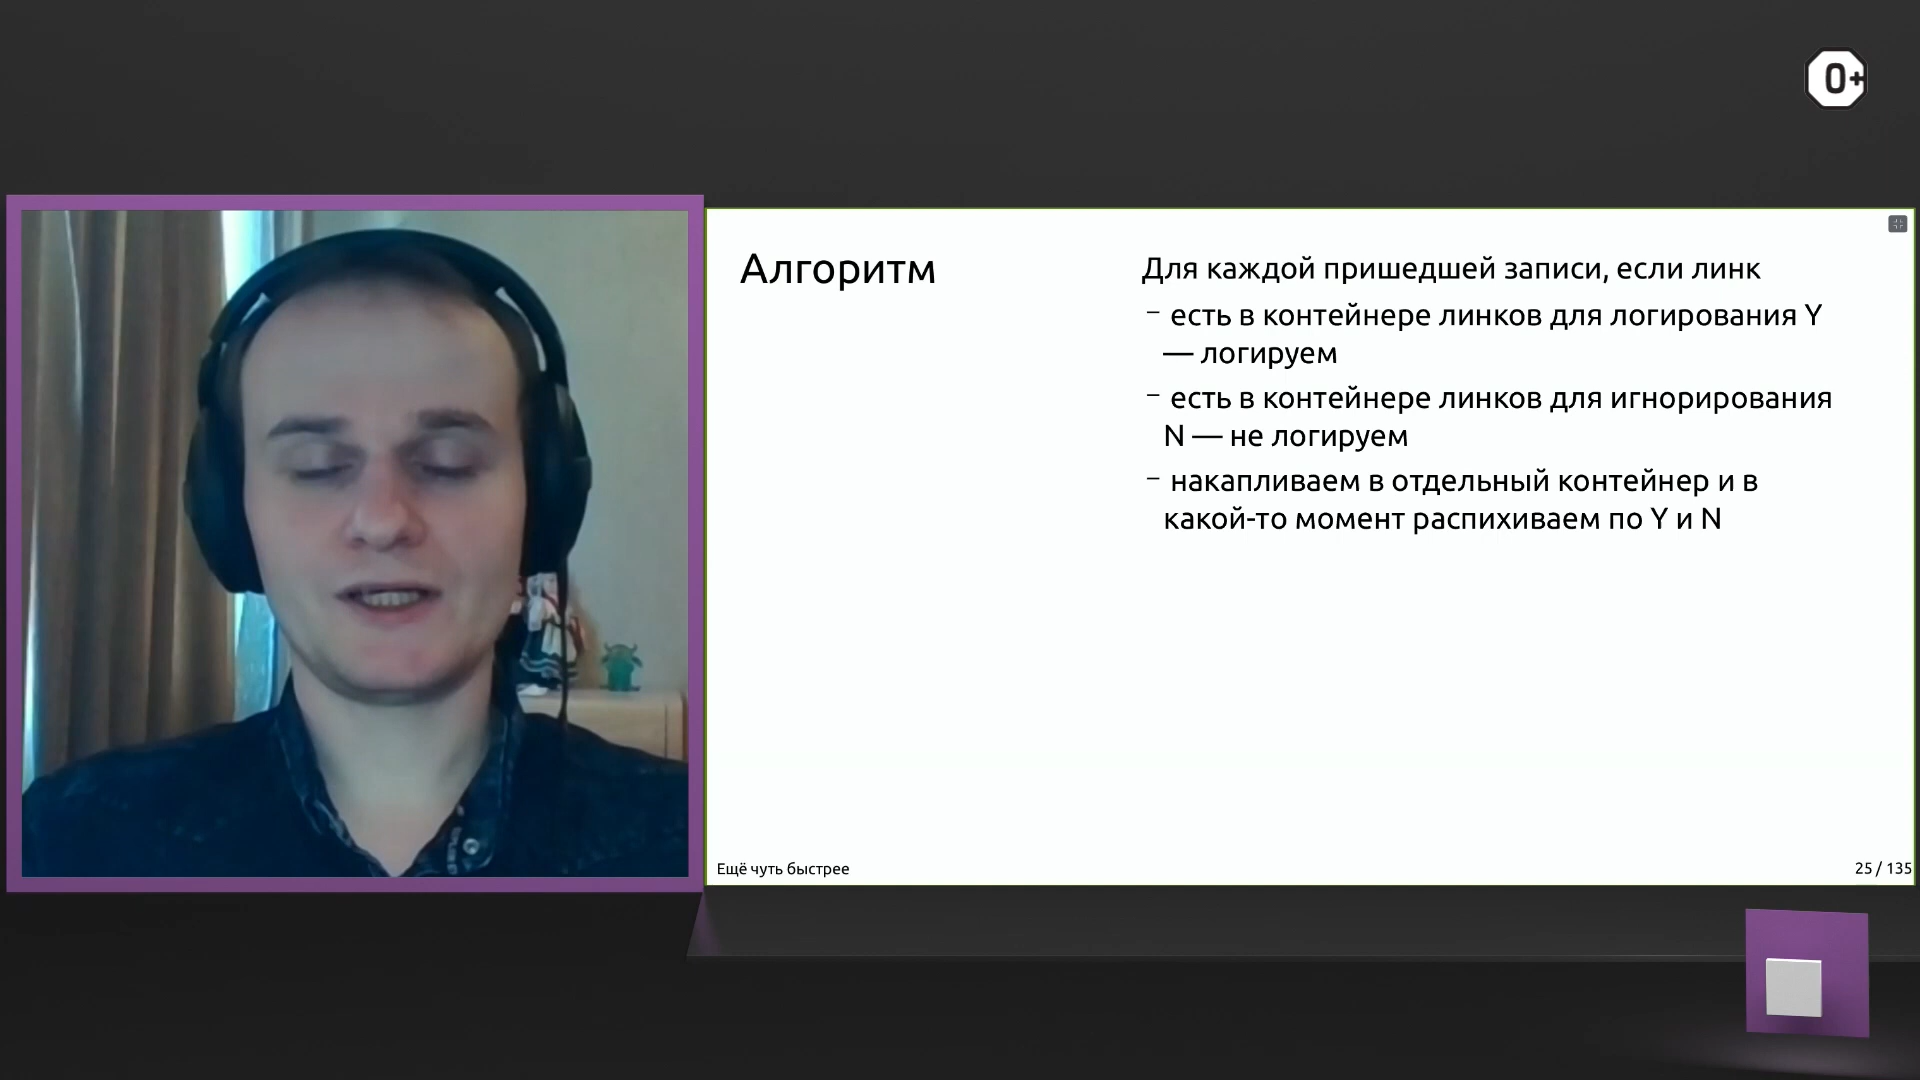 0+
Алгоритм
Для каждой пришедшей записи, если линк
– есть в контейнере линков для логирования Y
— логируем
– есть в контейнере линков для игнорирования
N — не логируем
– накапливаем в отдельный контейнер и в
какой-то момент распихиваем по Y и N
Ещё чуть быстрее
25 / 135